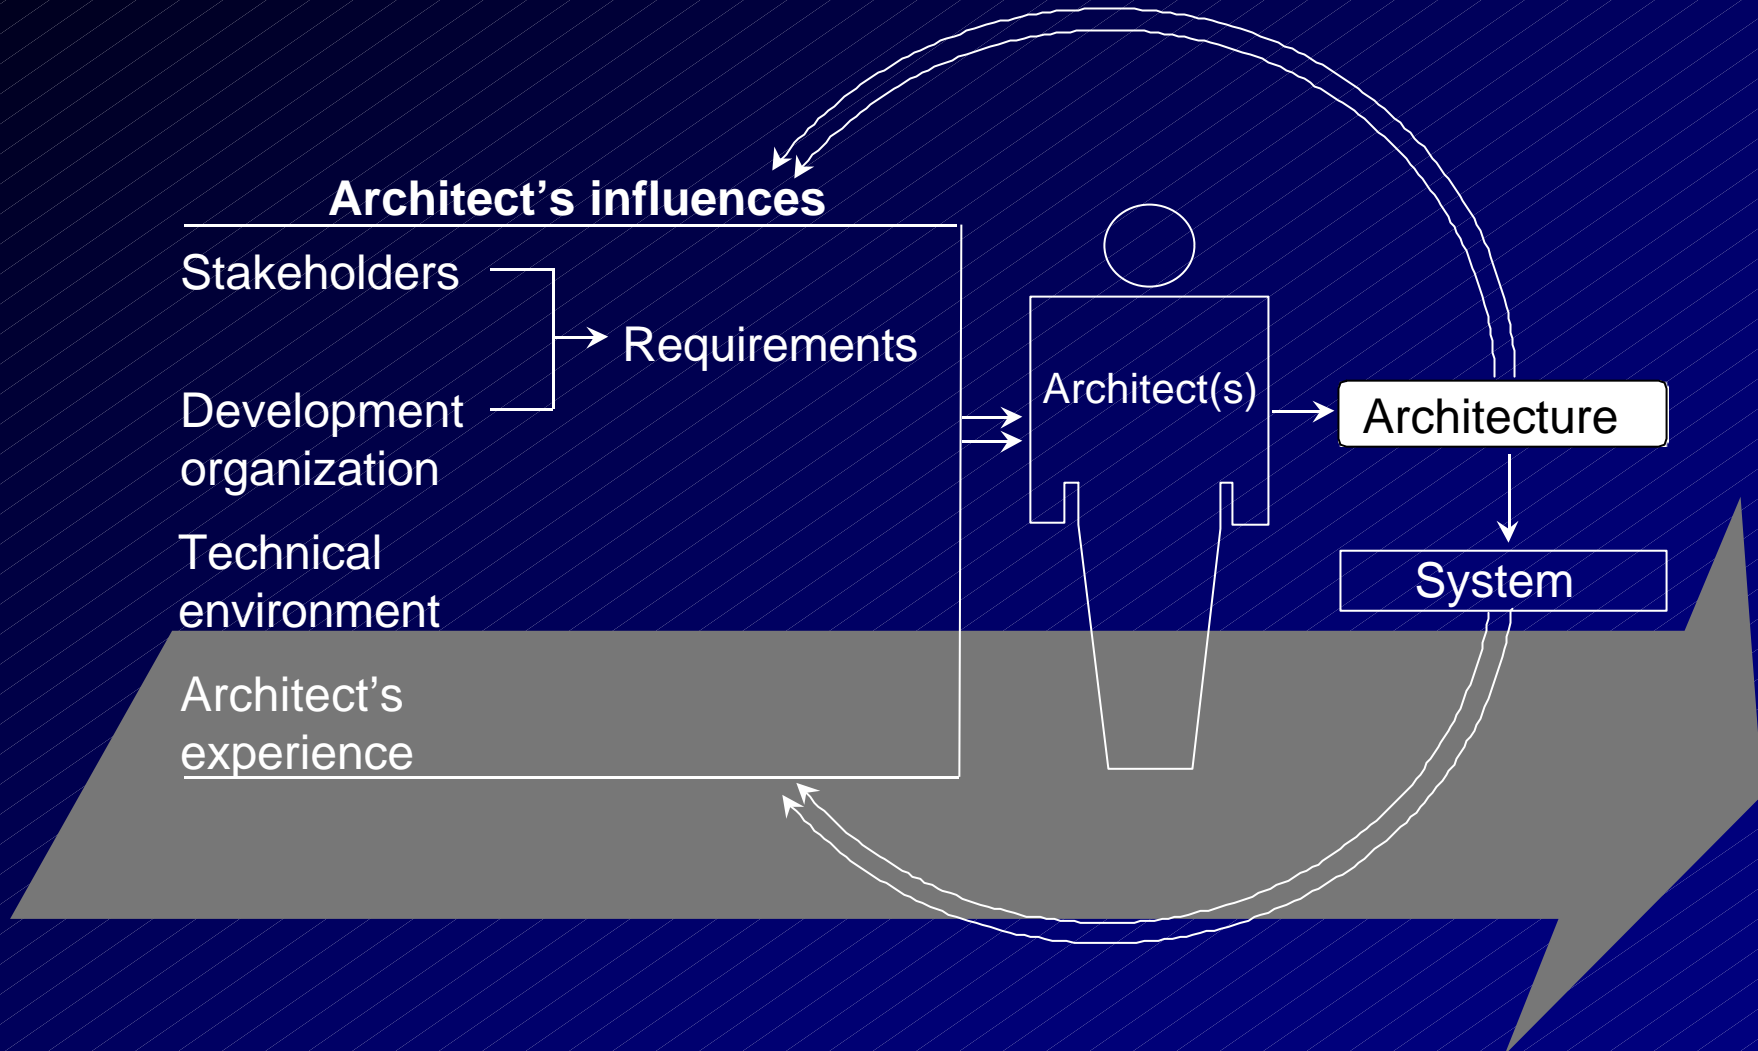 Architect’s influences
Stakeholders
Requirements
Development
organization
Technical
environment
Architect’s
experience
Architect(s)
Architecture
System